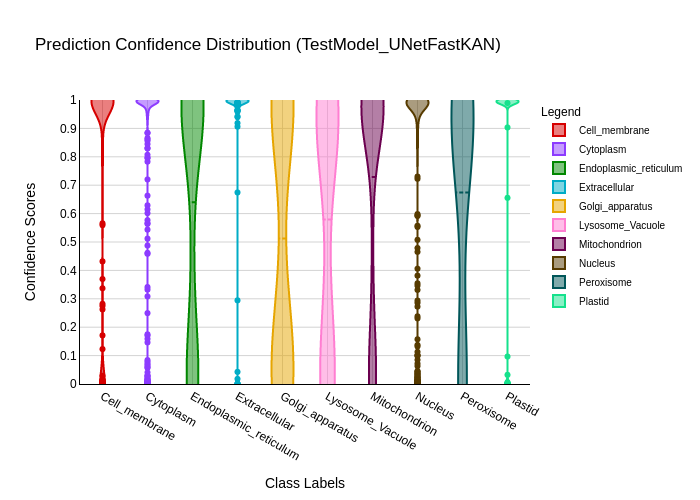 Prediction Confidence Distribution (TestModel_UNetFastKAN)
Confidence Scores
1
0.9
0.8
0.7
0.6
0.5
0.4
0.3
0.2
0.1
0
Cell_membrane
Cytoplasm
Endoplasmic_reticulum
Extracellular
Golgi_apparatus
Lysosome_Vacuole
Mitochondrion
Nucleus
Peroxisome
Plastid
Class Labels
Legend
Cell_membrane
Cytoplasm
Endoplasmic_reticulum
Extracellular
Golgi_apparatus
Lysosome_Vacuole
Mitochondrion
Nucleus
Peroxisome
Plastid